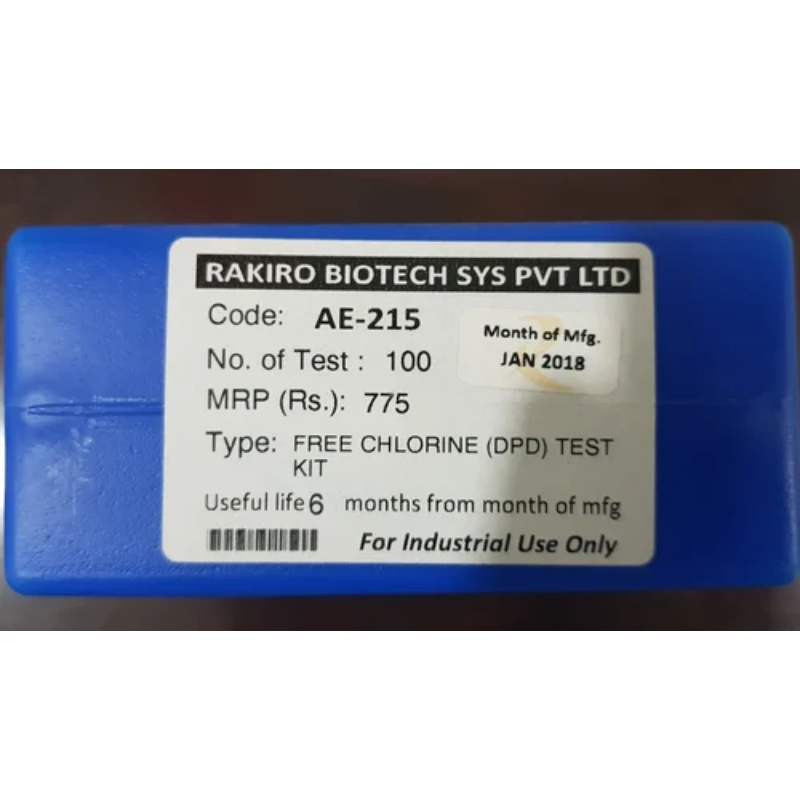 RAKIRO BIOTECH SYS PVT LTD
Code: AE-215
Month of Mfg.
JAN 2018
No. of Test : 100
MRP (Rs.): 775
Type: FREE CHLORINE (DPD) TEST
KIT
Useful life 6 months from month of mfg
For Industrial Use Only